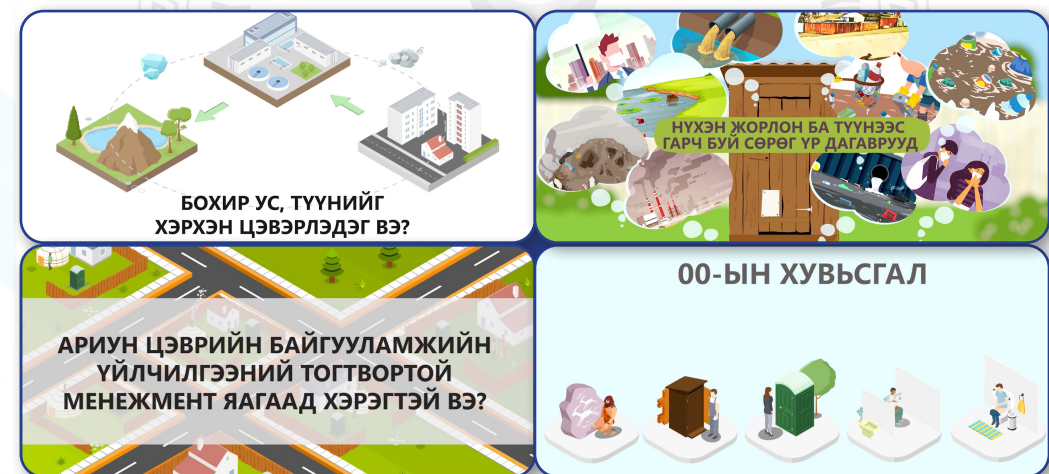 БОХИР УС, ТҮҮНИЙГ
ХЭРХЭН ЦЭВЭРЛЭДЭГ ВЭ?
НҮХЭН ЖОРЛОН БА ТҮҮНЭЭС
ГАРЧ БУЙ СӨРӨГ ҮР ДАГАВРУУД
АРИУН ЦЭВРИЙН БАЙГУУЛАМЖИЙН
ҮЙЛЧИЛГЭЭНИЙ ТОГТВОРТОЙ
МЕНЕЖМЕНТ ЯАГААД ХЭРЭГТЭЙ ВЭ?
00-ЫН ХУВЬСГАЛ